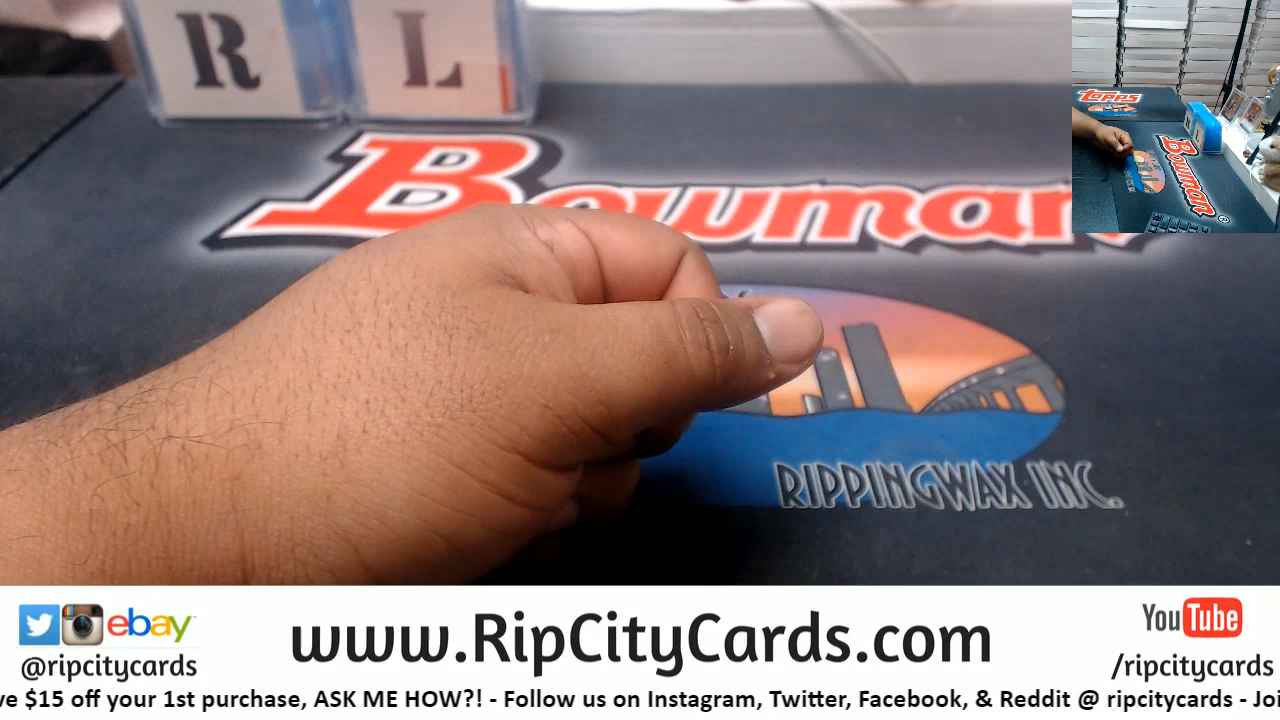 R L
TOPPS
Bowman
Bowman
RIPPINGWAX INC.
ebay
www.RipCityCards.com
YouTube
@ripcitycards
/ripcitycards
ve $15 off your 1st purchase, ASK ME HOW?! - Follow us on Instagram, Twitter, Facebook, & Reddit @ ripcitycards - Joi